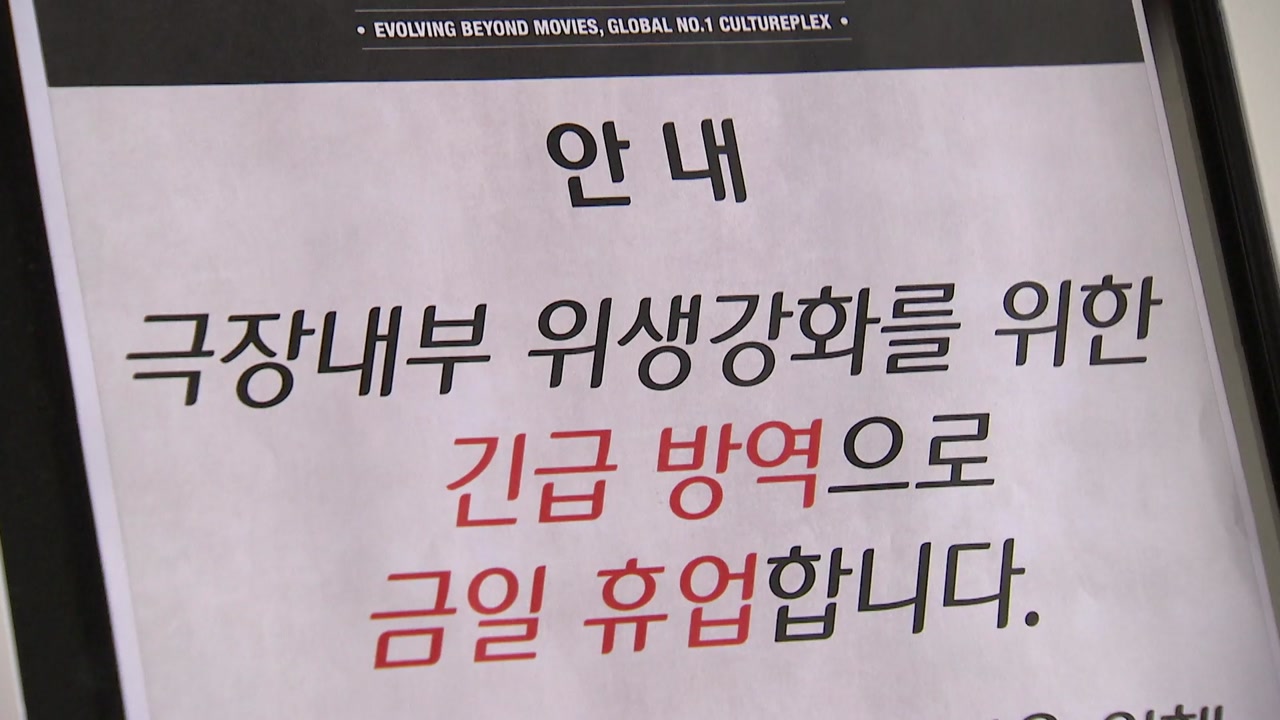 • EVOLVING BEYOND MOVIES, GLOBAL NO.1 CULTUREPLEX •
안 내
극장내부 위생강화를 위한
긴급 방역으로
금일 휴업합니다.